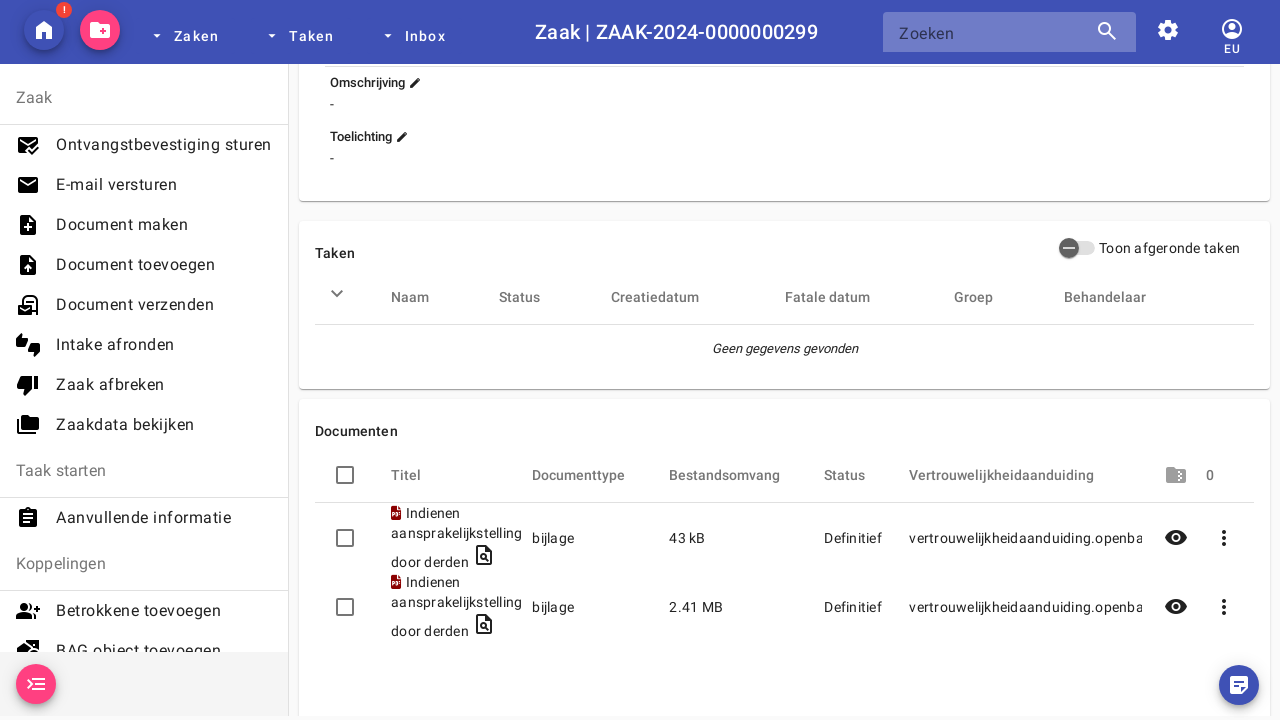 !
Zaken
Taken
Inbox
Zaak | ZAAK-2024-0000000299
Zoeken
EU
Zaak
Ontvangstbevestiging sturen
E-mail versturen
Document maken
Document toevoegen
Document verzenden
Intake afronden
Zaak afbreken
Zaakdata bekijken
Taak starten
Aanvullende informatie
Koppelingen
Betrokkene toevoegen
BAG object toevoegen
Omschrijving
-
Toelichting
-
Taken
Toon afgeronde taken
Naam Status Creatiedatum Fatale datum Groep Behandelaar
Geen gegevens gevonden
Documenten
Titel Documenttype Bestandsomvang Status Vertrouwelijkheidaanduiding 0
Indienen
aansprakelijkstelling
door derden
bijlage 43 kB Definitief vertrouwelijkheidaanduiding.openba
Indienen
aansprakelijkstelling
door derden
bijlage 2.41 MB Definitief vertrouwelijkheidaanduiding.openba